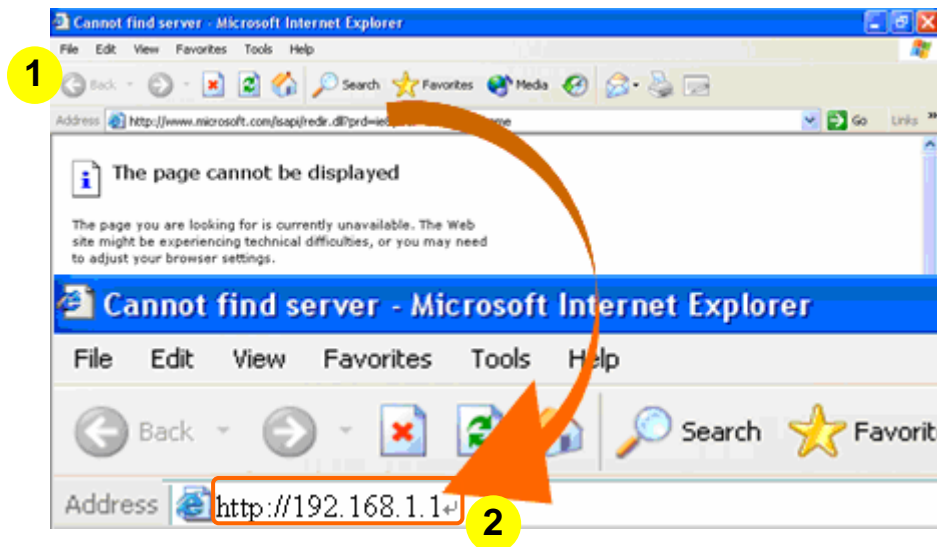 Cannot find server - Microsoft Internet Explorer
File Edit View Favorites Tools Help
1
Back Search Favorites Media
Address http://www.microsoft.com/isapi/redir.dll?prd=ie
Go Links »
The page cannot be displayed
The page you are looking for is currently unavailable. The Web
site might be experiencing technical difficulties, or you may need
to adjust your browser settings.
Cannot find server - Microsoft Internet Explorer
File Edit View Favorites Tools Help
Back Search Favorit
Address http://192.168.1.1↵
2